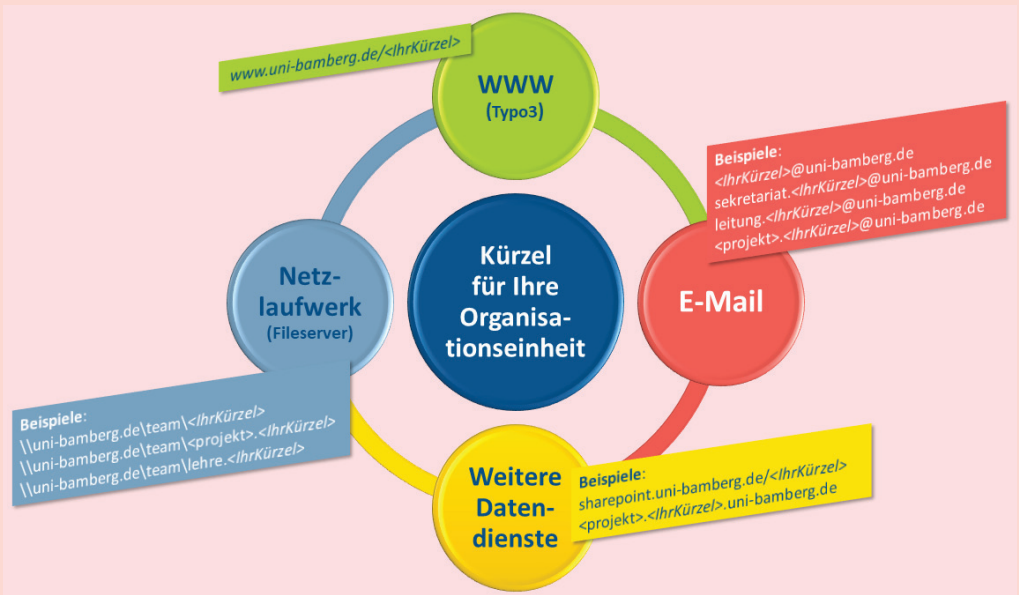 www.uni-bamberg.de/<IhrKürzel>
WWW
(Typo3)
Beispiele:
<IhrKürzel>@uni-bamberg.de
sekretariat.<IhrKürzel>@uni-bamberg.de
leitung.<IhrKürzel>@uni-bamberg.de
<projekt>.<IhrKürzel>@uni-bamberg.de
E-Mail
Kürzel
für Ihre
Organisa-
tionseinheit
Netz-
laufwerk
(Fileserver)
Beispiele:
\\uni-bamberg.de\team\<IhrKürzel>
\\uni-bamberg.de\team\<projekt>.<IhrKürzel>
\\uni-bamberg.de\team\lehre.<IhrKürzel>
Weitere
Daten-
dienste
Beispiele:
sharepoint.uni-bamberg.de/<IhrKürzel>
<projekt>.<IhrKürzel>.uni-bamberg.de